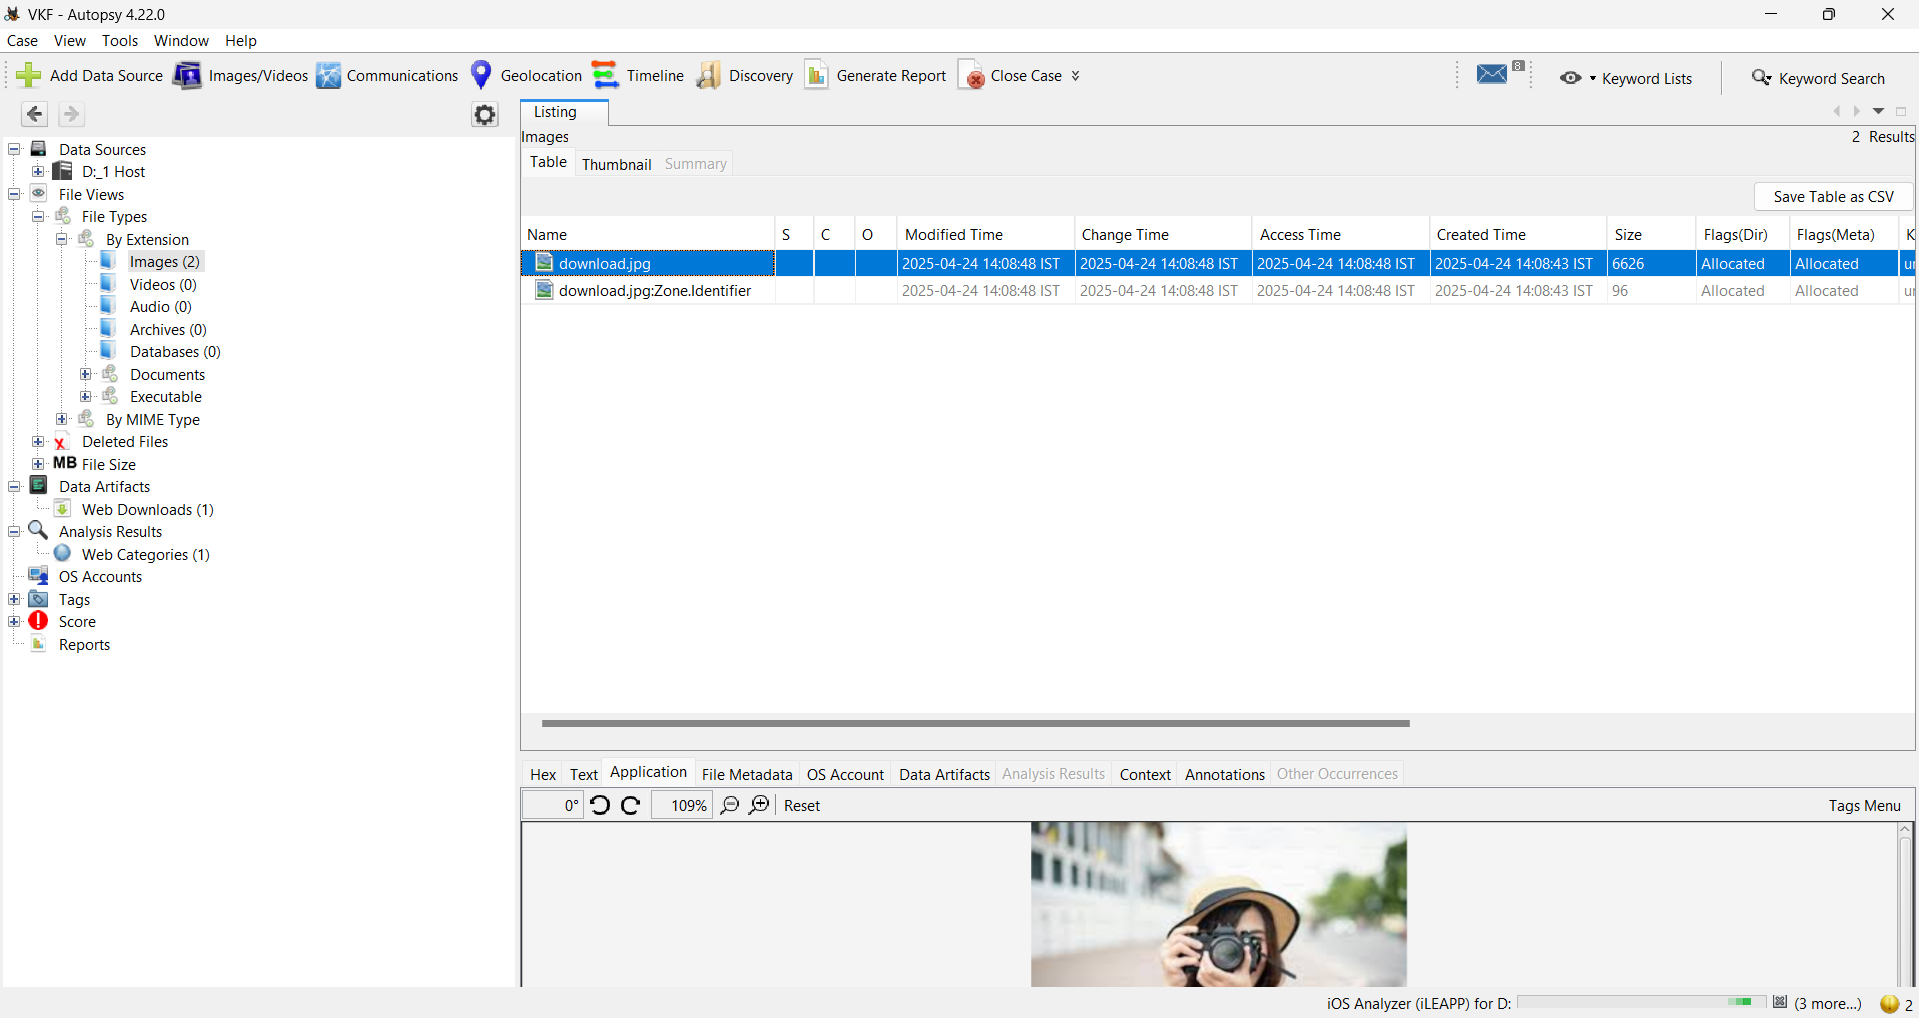 VKF - Autopsy 4.22.0
Case View Tools Window Help
Add Data Source Images/Videos Communications Geolocation Timeline Discovery Generate Report Close Case 8 Keyword Lists Keyword Search
Listing
Images 2 Results
Table Thumbnail Summary
Save Table as CSV
Name S C O Modified Time Change Time Access Time Created Time Size Flags(Dir) Flags(Meta) K
download.jpg 2025-04-24 14:08:48 IST 2025-04-24 14:08:48 IST 2025-04-24 14:08:48 IST 2025-04-24 14:08:43 IST 6626 Allocated Allocated
download.jpg:Zone.Identifier 2025-04-24 14:08:48 IST 2025-04-24 14:08:48 IST 2025-04-24 14:08:48 IST 2025-04-24 14:08:43 IST 96 Allocated Allocated
Data Sources
D:_1 Host
File Views
File Types
By Extension
Images (2)
Videos (0)
Audio (0)
Archives (0)
Databases (0)
Documents
Executable
By MIME Type
Deleted Files
MB File Size
Data Artifacts
Web Downloads (1)
Analysis Results
Web Categories (1)
OS Accounts
Tags
Score
Reports
Hex Text Application File Metadata OS Account Data Artifacts Analysis Results Context Annotations Other Occurrences
0° 109% Reset Tags Menu
iOS Analyzer (iLEAPP) for D: (3 more...) 2